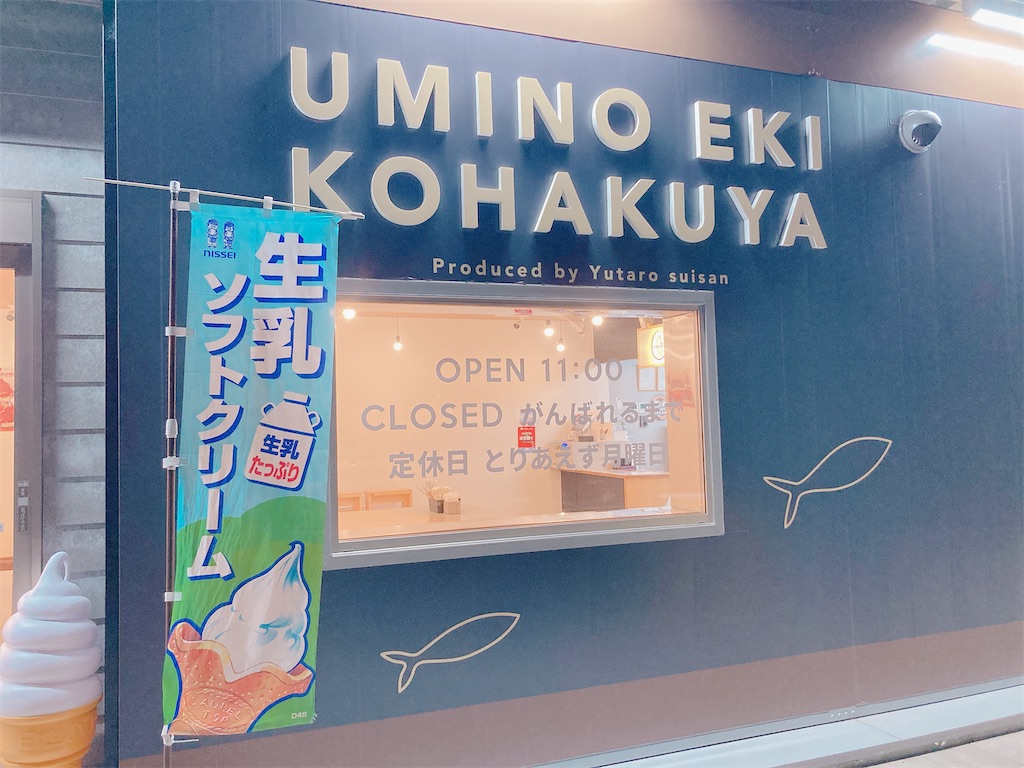 UMINO EKI
KOHAKUYA
Produced by Yutaro suisan
OPEN 11:00
CLOSED がんばれるまで
定休日 とりあえず月曜日
NISSEI
生乳
ソフトクリーム
生乳
たっぷり
D45